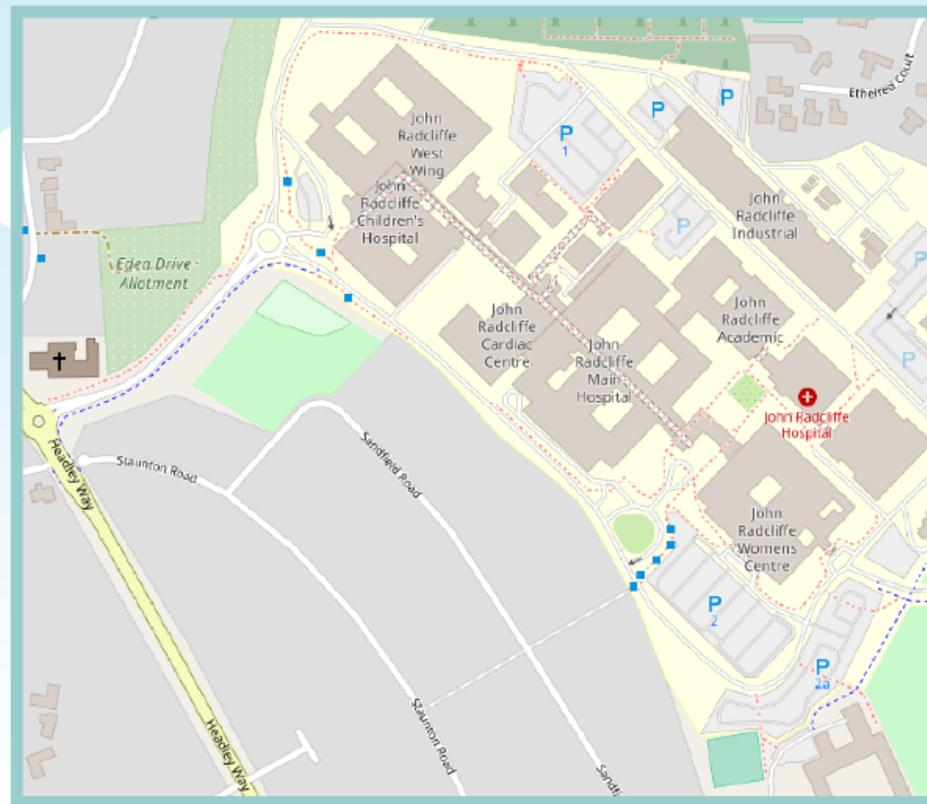 Ethelred Court
P
P
P
1
John
Radcliffe
West
Wing
John
Radcliffe
Children's
Hospital
John
Radcliffe
Industrial
P
P
Eden Drive
Allotment
John
Radcliffe
Cardiac
Centre
John
Radcliffe
Academic
John
Radcliffe
Main
Hospital
P
John Radcliffe
Hospital
Headley Way
Staunton Road
Sandfield Road
John
Radcliffe
Womens
Centre
P
2
P
2a
Staunton Road
Headley Way
Sandfi